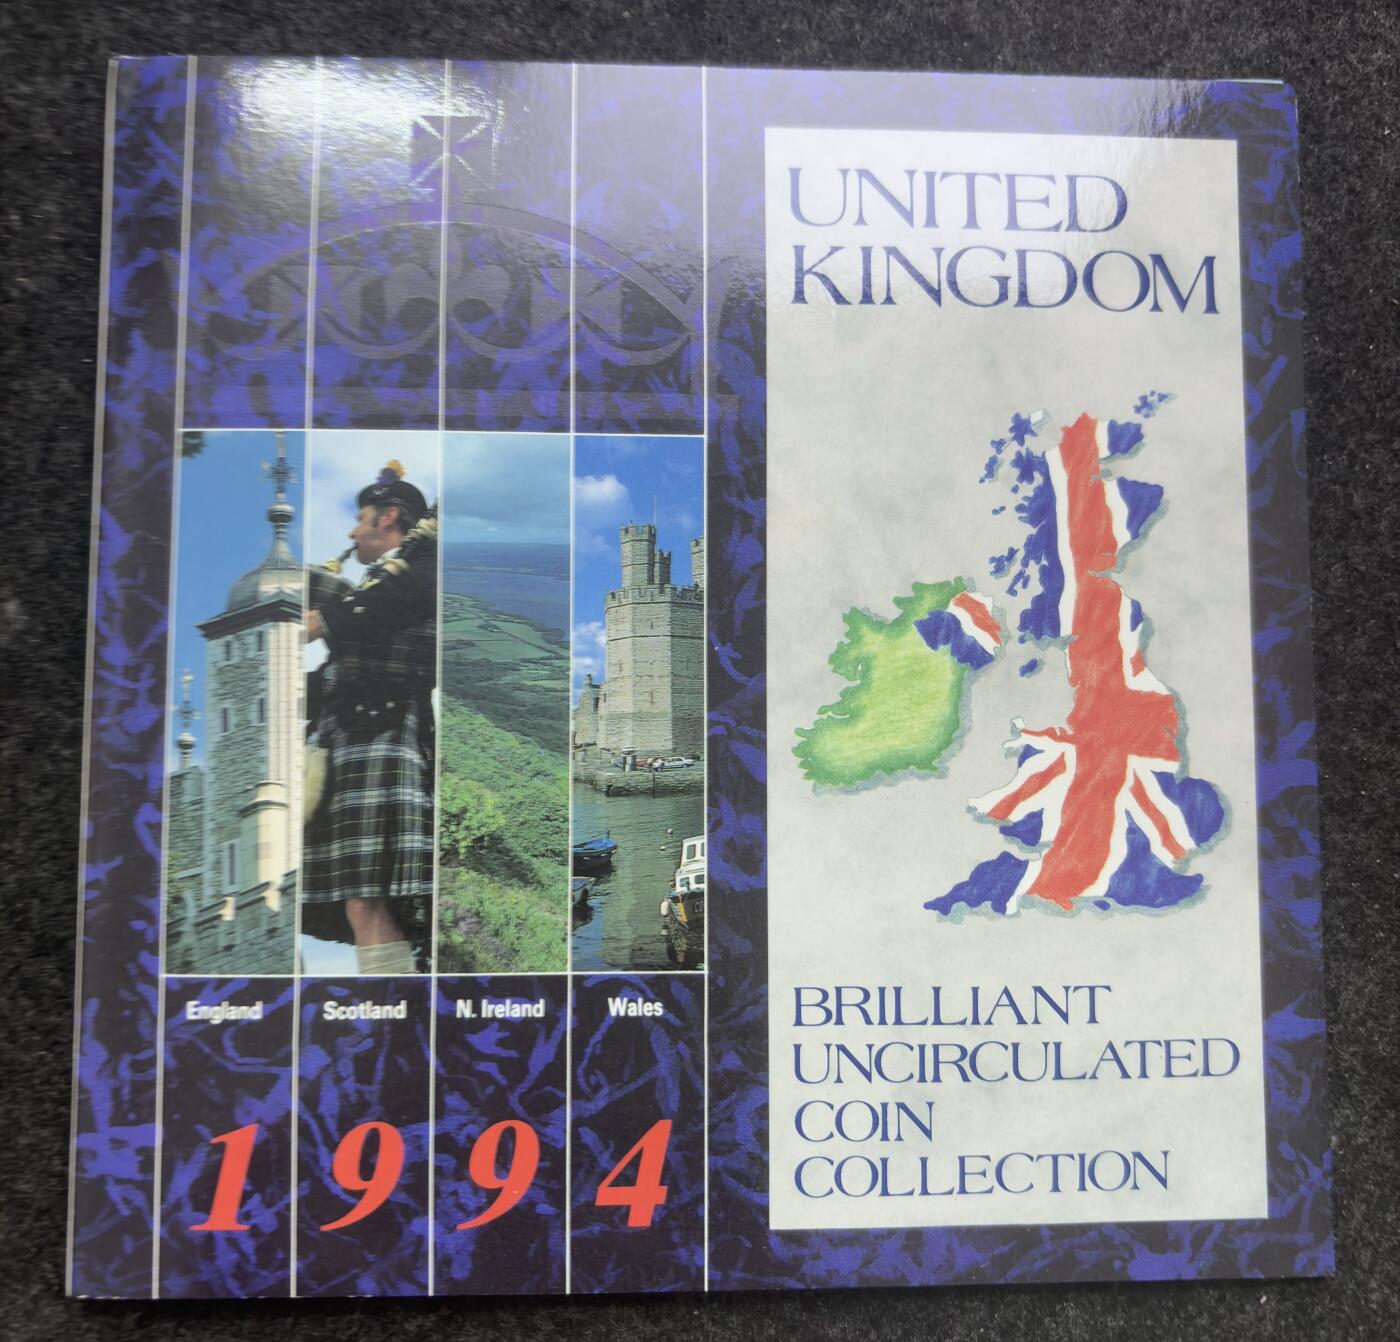 UNITED
KINGDOM
England
Scotland
N. Ireland
Wales
1994
BRILLIANT
UNCIRCULATED
COIN
COLLECTION